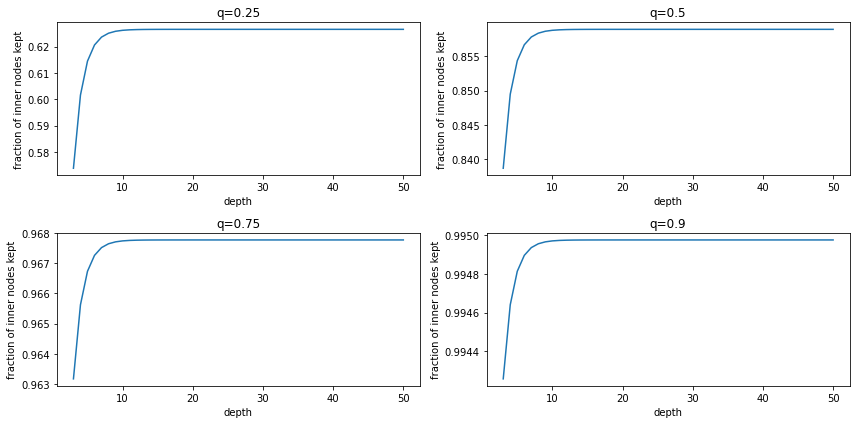 q=0.25
fraction of inner nodes kept
0.62
0.61
0.60
0.59
0.58
10 20 30 40 50
depth
q=0.5
fraction of inner nodes kept
0.855
0.850
0.845
0.840
10 20 30 40 50
depth
q=0.75
fraction of inner nodes kept
0.968
0.967
0.966
0.965
0.964
0.963
10 20 30 40 50
depth
q=0.9
fraction of inner nodes kept
0.9950
0.9948
0.9946
0.9944
10 20 30 40 50
depth